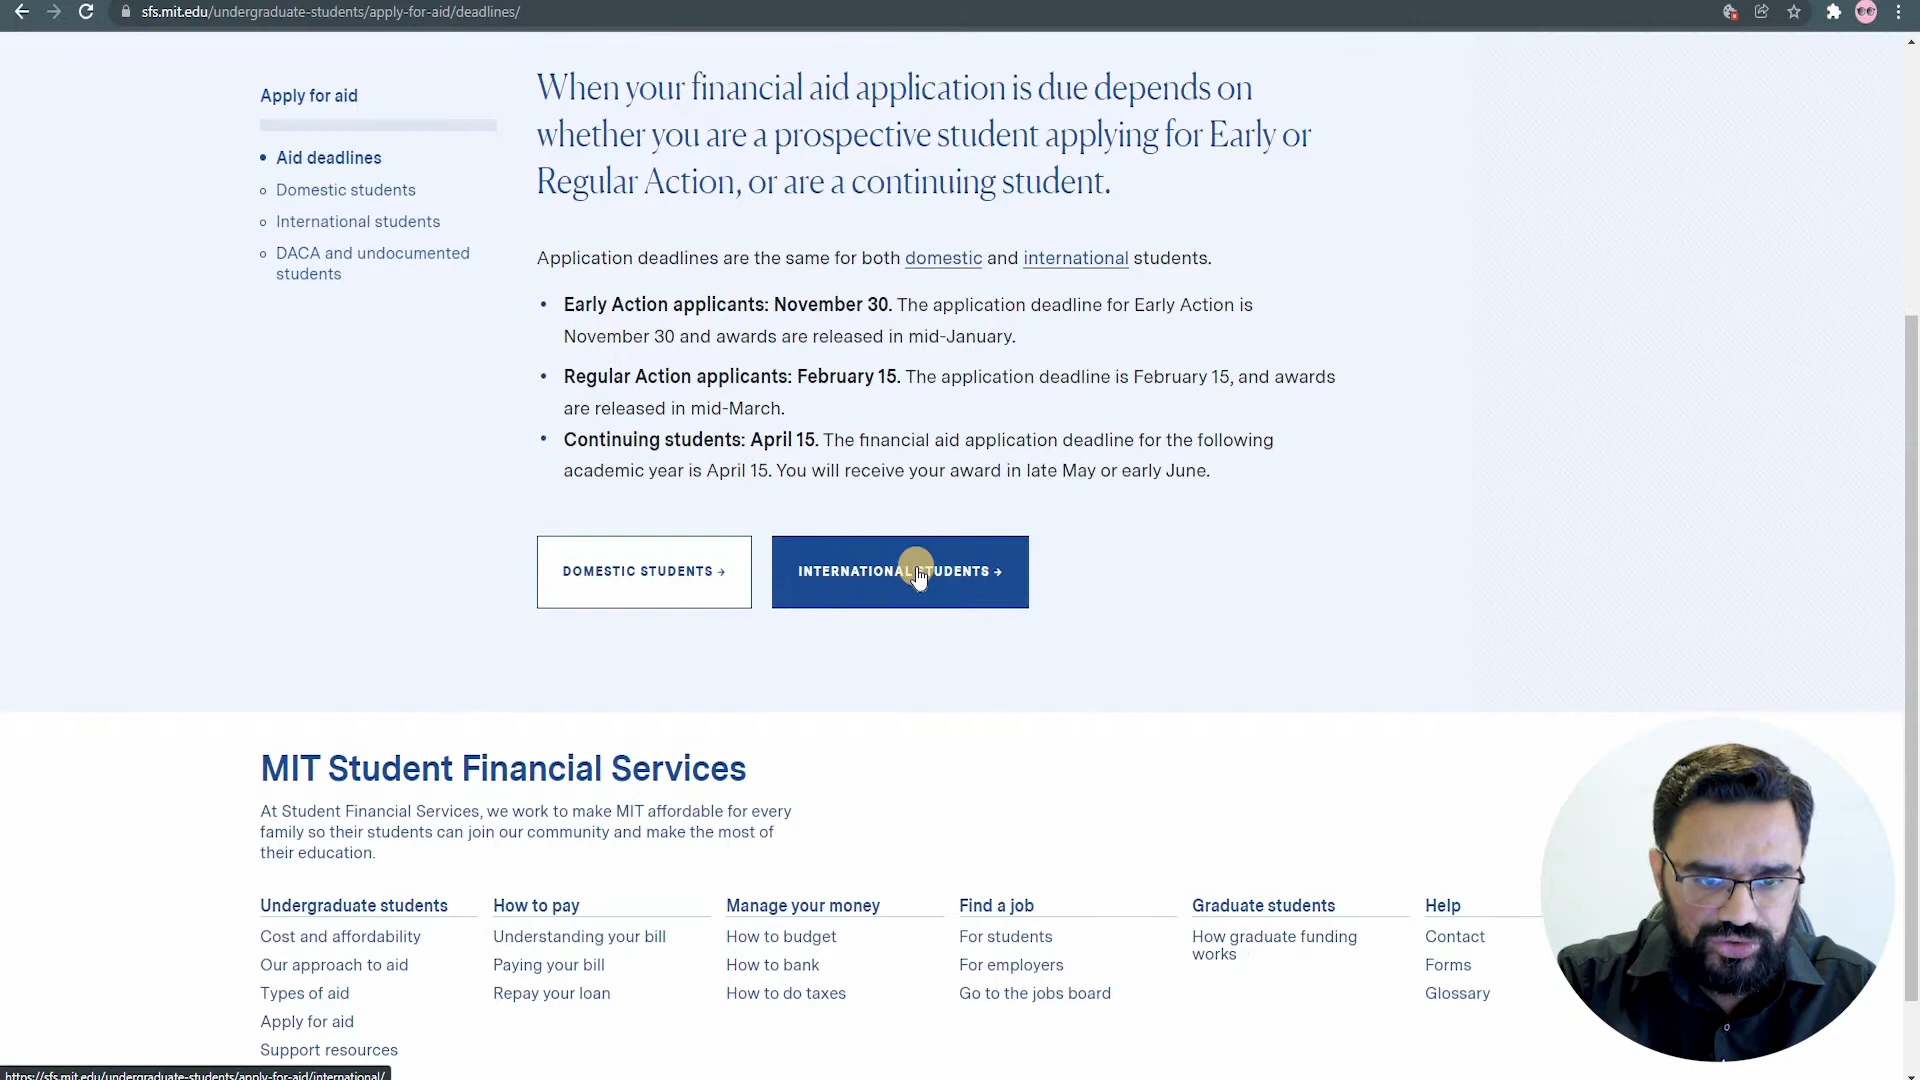 sfs.mit.edu/undergraduate-students/apply-for-aid/deadlines/
Apply for aid
Aid deadlines
Domestic students
International students
DACA and undocumented
students
When your financial aid application is due depends on
whether you are a prospective student applying for Early or
Regular Action, or are a continuing student.
Application deadlines are the same for both domestic and international students.
Early Action applicants: November 30. The application deadline for Early Action is
November 30 and awards are released in mid-January.
Regular Action applicants: February 15. The application deadline is February 15, and awards
are released in mid-March.
Continuing students: April 15. The financial aid application deadline for the following
academic year is April 15. You will receive your award in late May or early June.
DOMESTIC STUDENTS →
INTERNATIONAL STUDENTS →
MIT Student Financial Services
At Student Financial Services, we work to make MIT affordable for every
family so their students can join our community and make the most of
their education.
Undergraduate students
Cost and affordability
Our approach to aid
Types of aid
Apply for aid
Support resources
How to pay
Understanding your bill
Paying your bill
Repay your loan
Manage your money
How to budget
How to bank
How to do taxes
Find a job
For students
For employers
Go to the jobs board
Graduate students
How graduate funding
works
Help
Contact
Forms
Glossary
https://sfs.mit.edu/undergraduate-students/apply-for-aid/international/